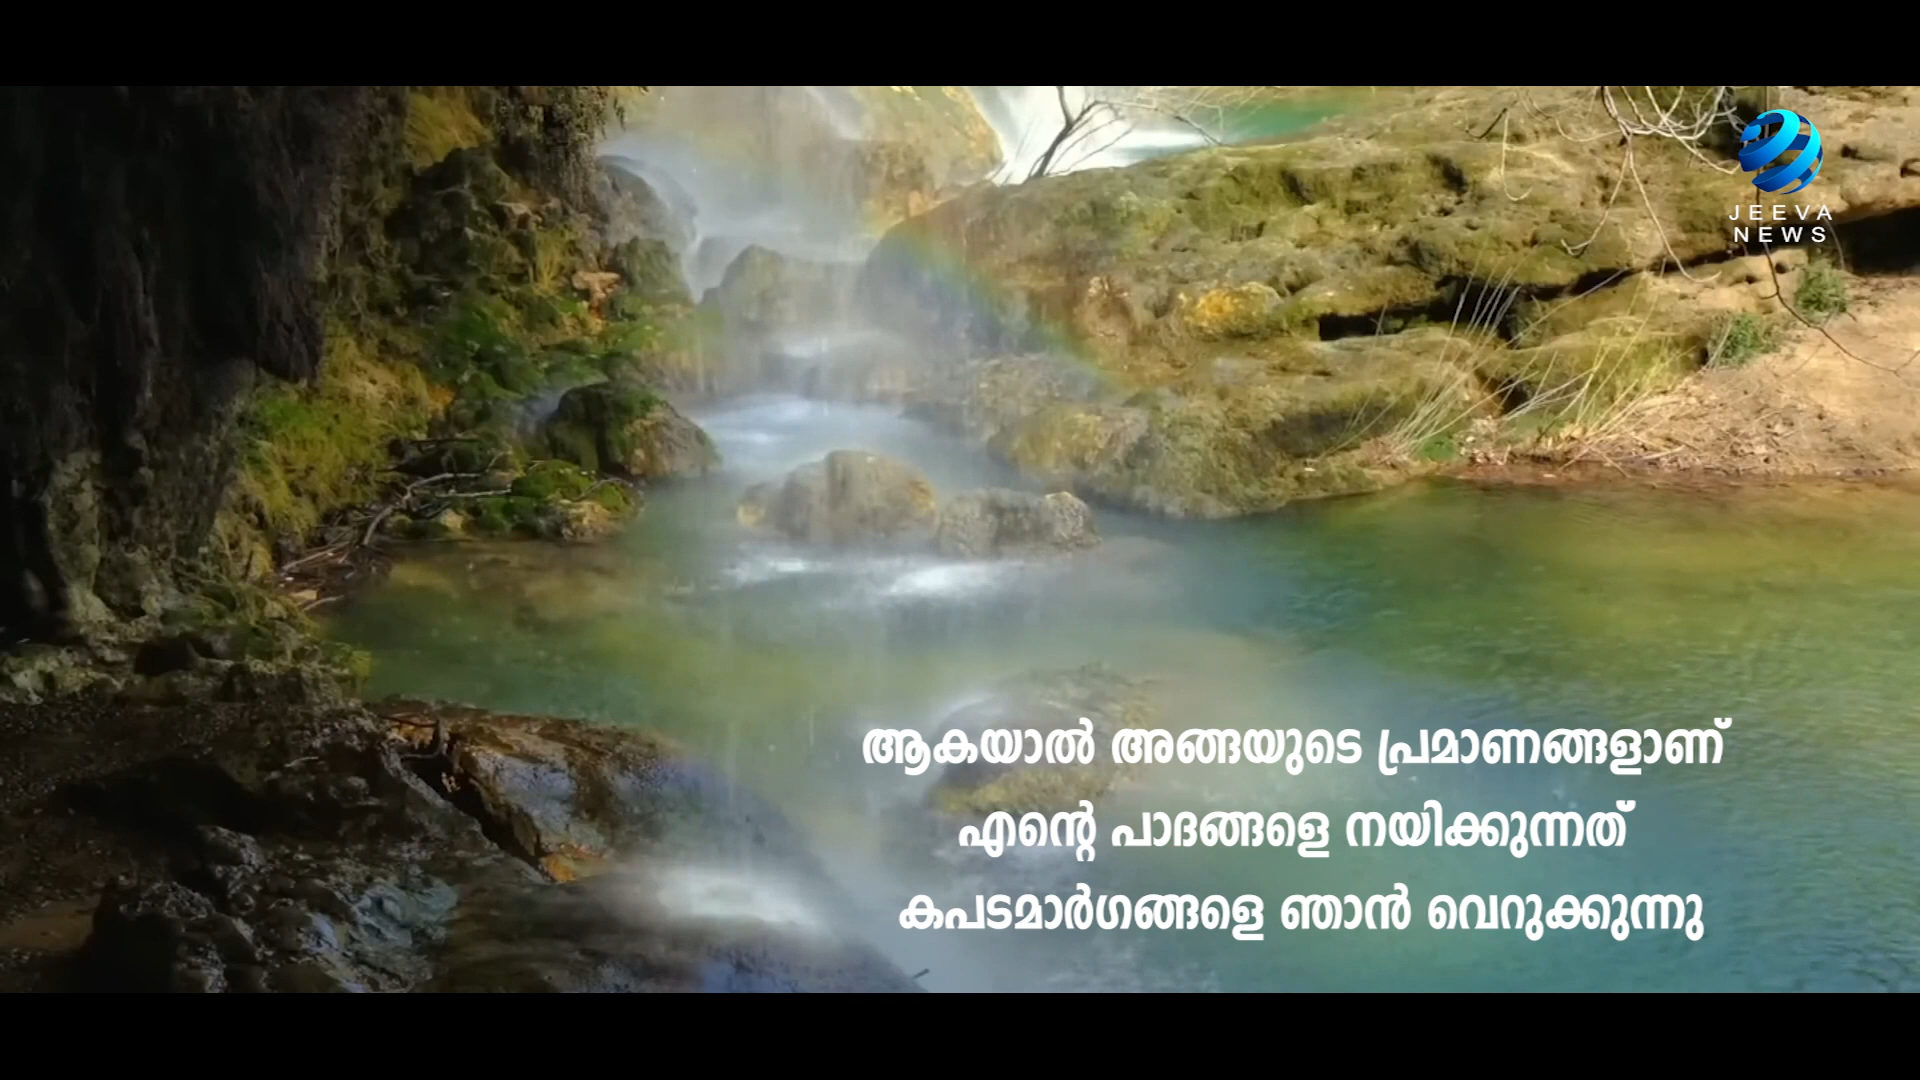 JEEVA
NEWS
ആകയാൽ അങ്ങയുടെ പ്രമാണങ്ങളാണ്
എന്റെ പാദങ്ങളെ നയിക്കുന്നത്
കപടമാർഗങ്ങളെ ഞാൻ വെറുക്കുന്നു